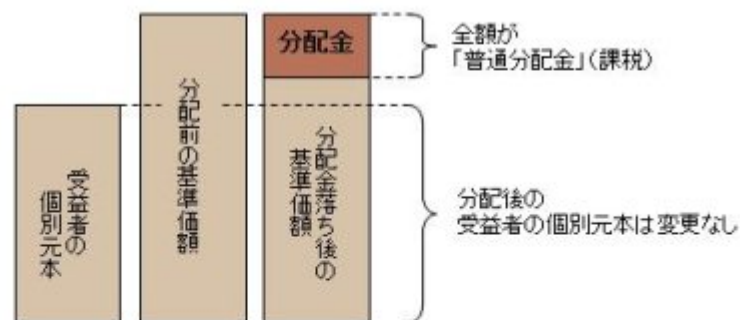 分配金
全額が
「普通分配金」(課税)
受益者の
個別元本
分配前の基準価額
分配金落ち後の
基準価額
分配後の
受益者の個別元本は変更なし